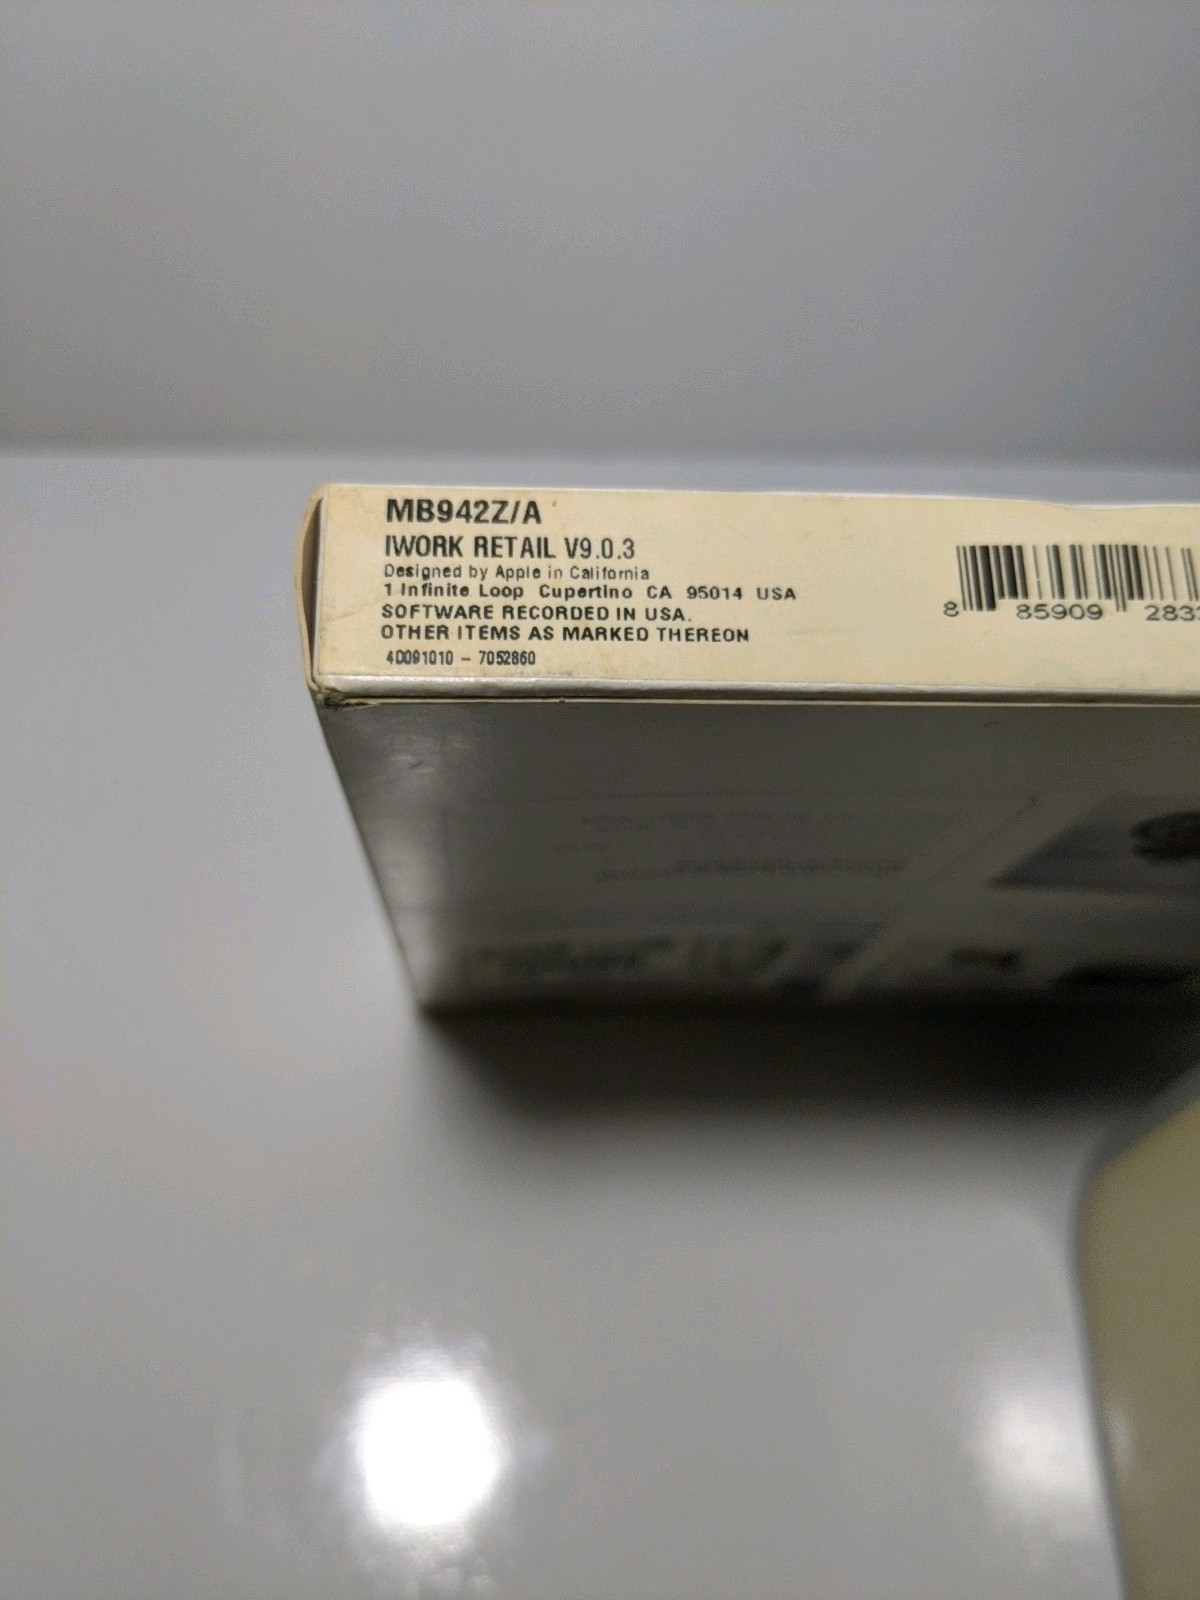 MB942Z/A
IWORK RETAIL V9.0.3
Designed by Apple in California
1 Infinite Loop Cupertino CA 95014 USA
SOFTWARE RECORDED IN USA.
OTHER ITEMS AS MARKED THEREON
4D091010 - 7052860
8 85909 283